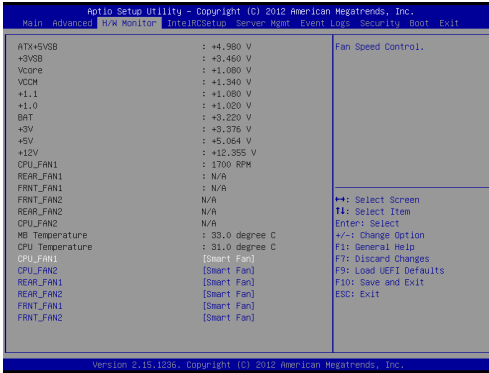 Aptio Setup Utility - Copyright (C) 2012 American Megatrends, Inc.
Main Advanced H/W Monitor IntelRCSetup Server Mgmt Event Logs Security Boot Exit
ATX+5VSB : +4.980 V
+3VSB : +3.460 V
Vcore : +1.080 V
VCCM : +1.340 V
+1.1 : +1.080 V
+1.0 : +1.020 V
BAT : +3.220 V
+3V : +3.376 V
+5V : +5.064 V
+12V : +12.355 V
CPU_FAN1 : 1700 RPM
REAR_FAN1 : N/A
FRNT_FAN1 : N/A
FRNT_FAN2 N/A
REAR_FAN2 N/A
CPU_FAN2 N/A
MB Temperature : 33.0 degree C
CPU Temperature : 31.0 degree C
CPU_FAN1 [Smart Fan]
CPU_FAN2 [Smart Fan]
REAR_FAN1 [Smart Fan]
REAR_FAN2 [Smart Fan]
FRNT_FAN1 [Smart Fan]
FRNT_FAN2 [Smart Fan]
Fan Speed Control.
↔: Select Screen
↑↓: Select Item
Enter: Select
+/-: Change Option
F1: General Help
F7: Discard Changes
F9: Load UEFI Defaults
F10: Save and Exit
ESC: Exit
Version 2.15.1236. Copyright (C) 2012 American Megatrends, Inc.